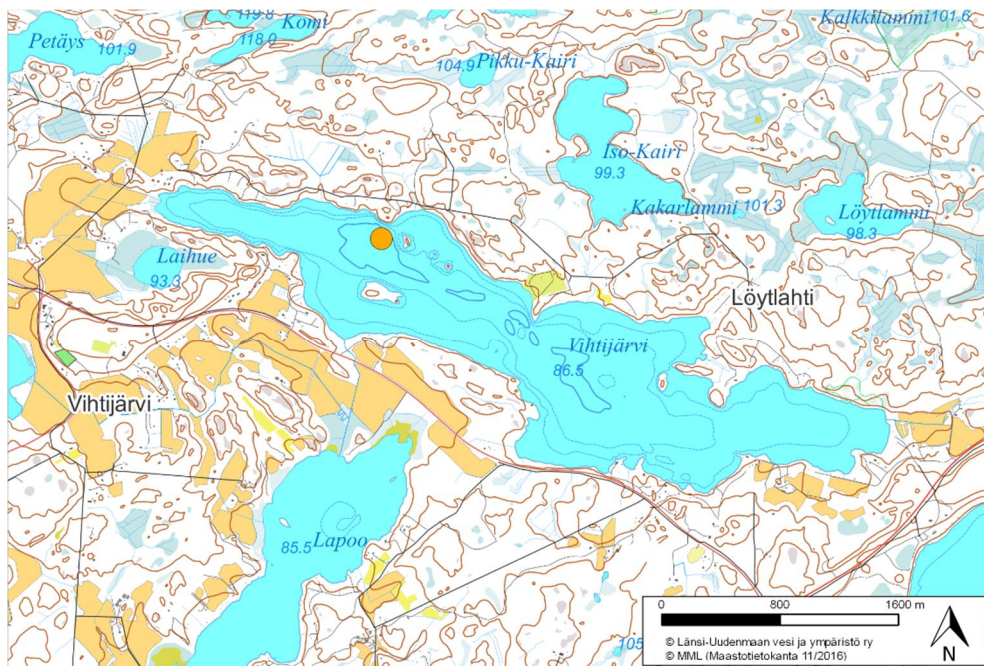 119.8 Komi
118.0
Kalkkilammi 101.6
Petäys 101.9
104.9 Pikku-Kairi
Iso-Kairi
99.3
Kakarlammi 101.3
Löytlammi
98.3
Laihue
93.3
Löytlahti
Vihtijärvi
86.5
Vihtijärvi
85.5 Lapoo
105
0 800 1600 m
© Länsi-Uudenmaan vesi ja ympäristö ry
© MML (Maastotietokanta 11/2016)
N